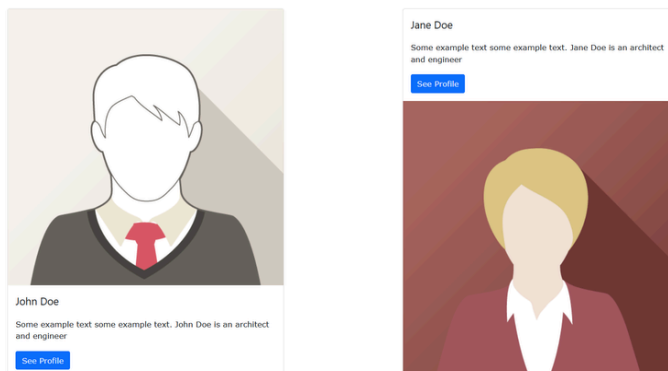 John Doe
Some example text some example text. John Doe is an architect
and engineer
See Profile
Jane Doe
Some example text some example text. Jane Doe is an architect
and engineer
See Profile